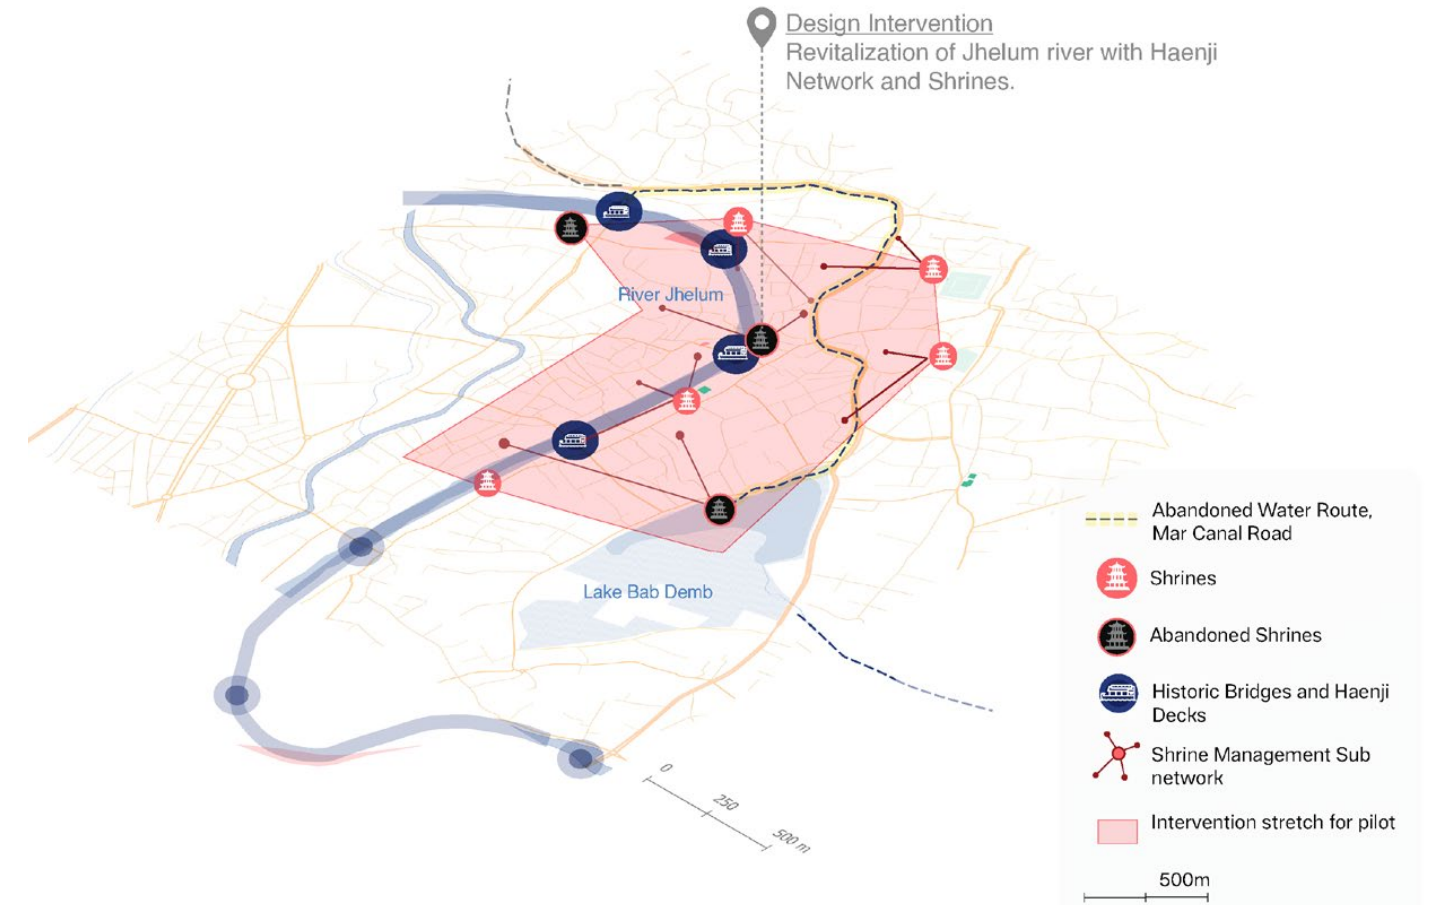 Design Intervention
Revitalization of Jhelum river with Haenji
Network and Shrines.
River Jhelum
Lake Bab Demb
0
250
500 m
Abandoned Water Route,
Mar Canal Road
Shrines
Abandoned Shrines
Historic Bridges and Haenji
Decks
Shrine Management Sub
network
Intervention stretch for pilot
500m